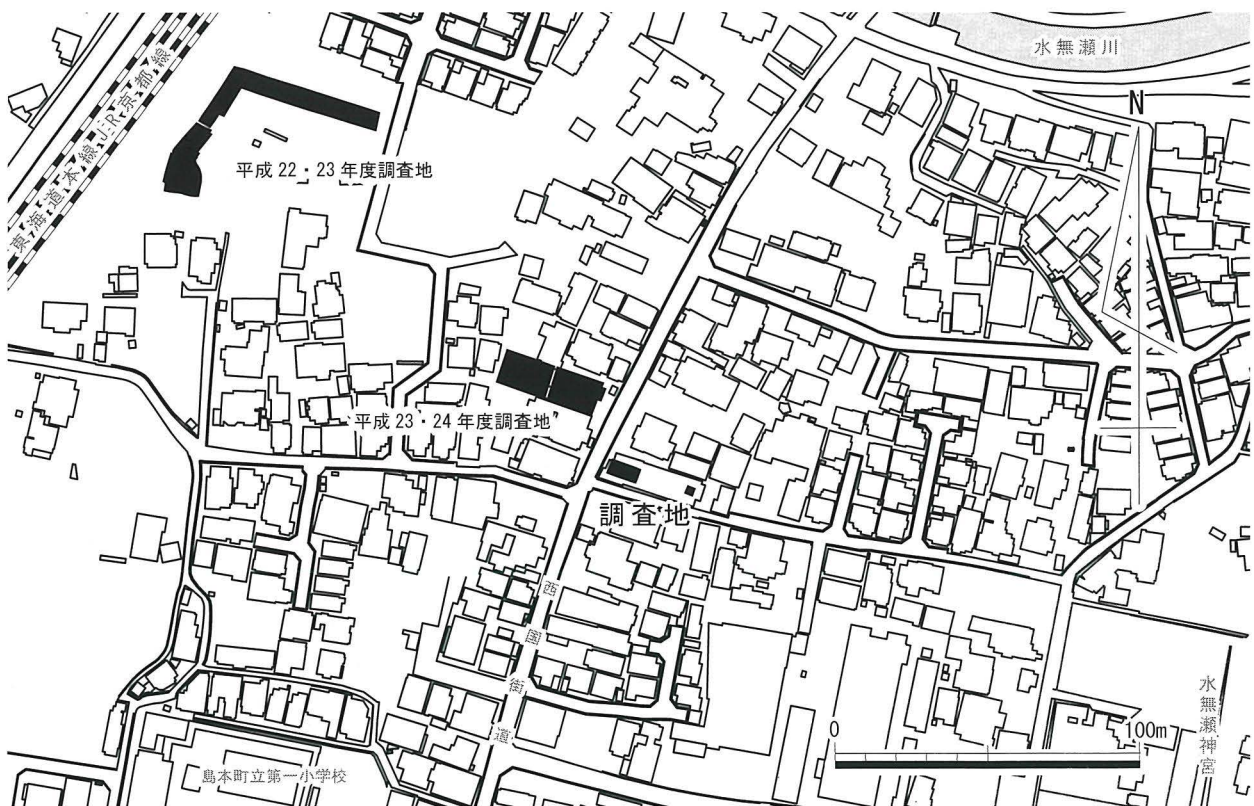 水無瀬川
N
東海道本線J.R京都線
平成22・23年度調査地
平成23・24年度調査地
調査地
西国街道
0 100m
水無瀬神宮
島本町立第一小学校